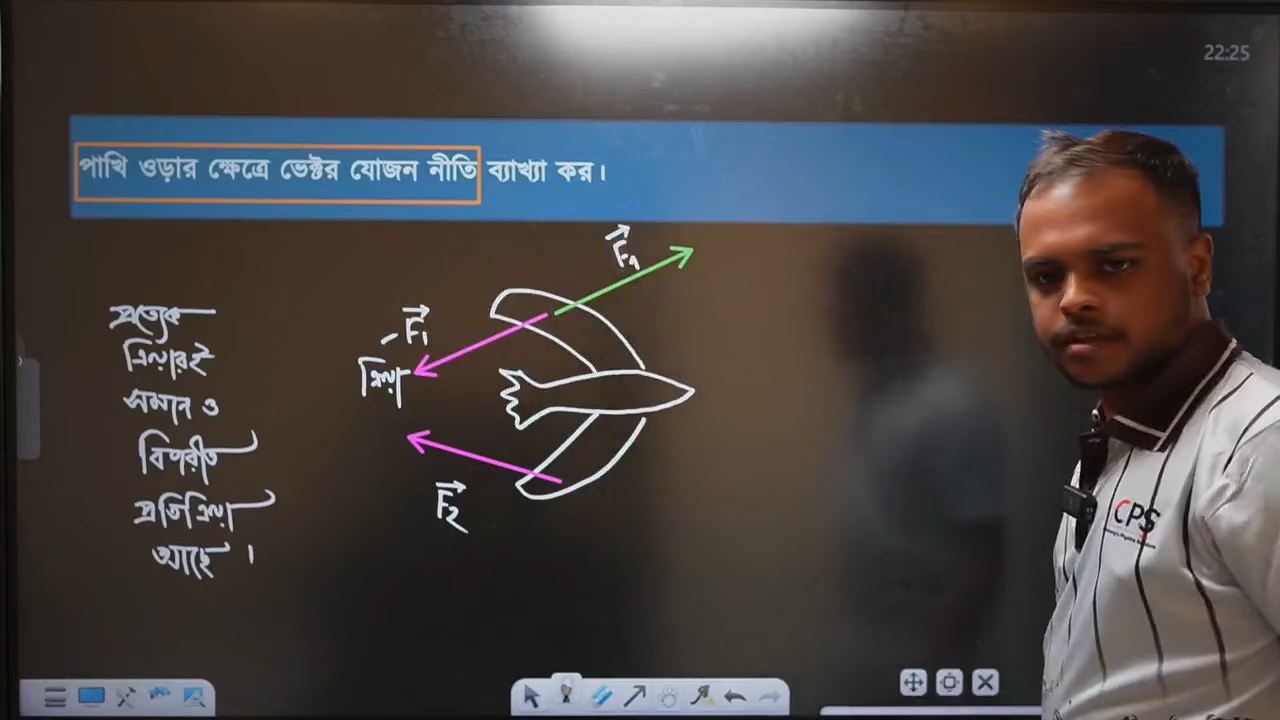 22:25
পাখি ওড়ার ক্ষেত্রে ভেক্টর যোজন নীতি ব্যাখ্যা কর।
প্রত্যেক
ক্রিয়ারই
সমান ও
বিপরীত
প্রতিক্রিয়া
আছে ।
F₁
- F₁
ক্রিয়া
F₂
CPS